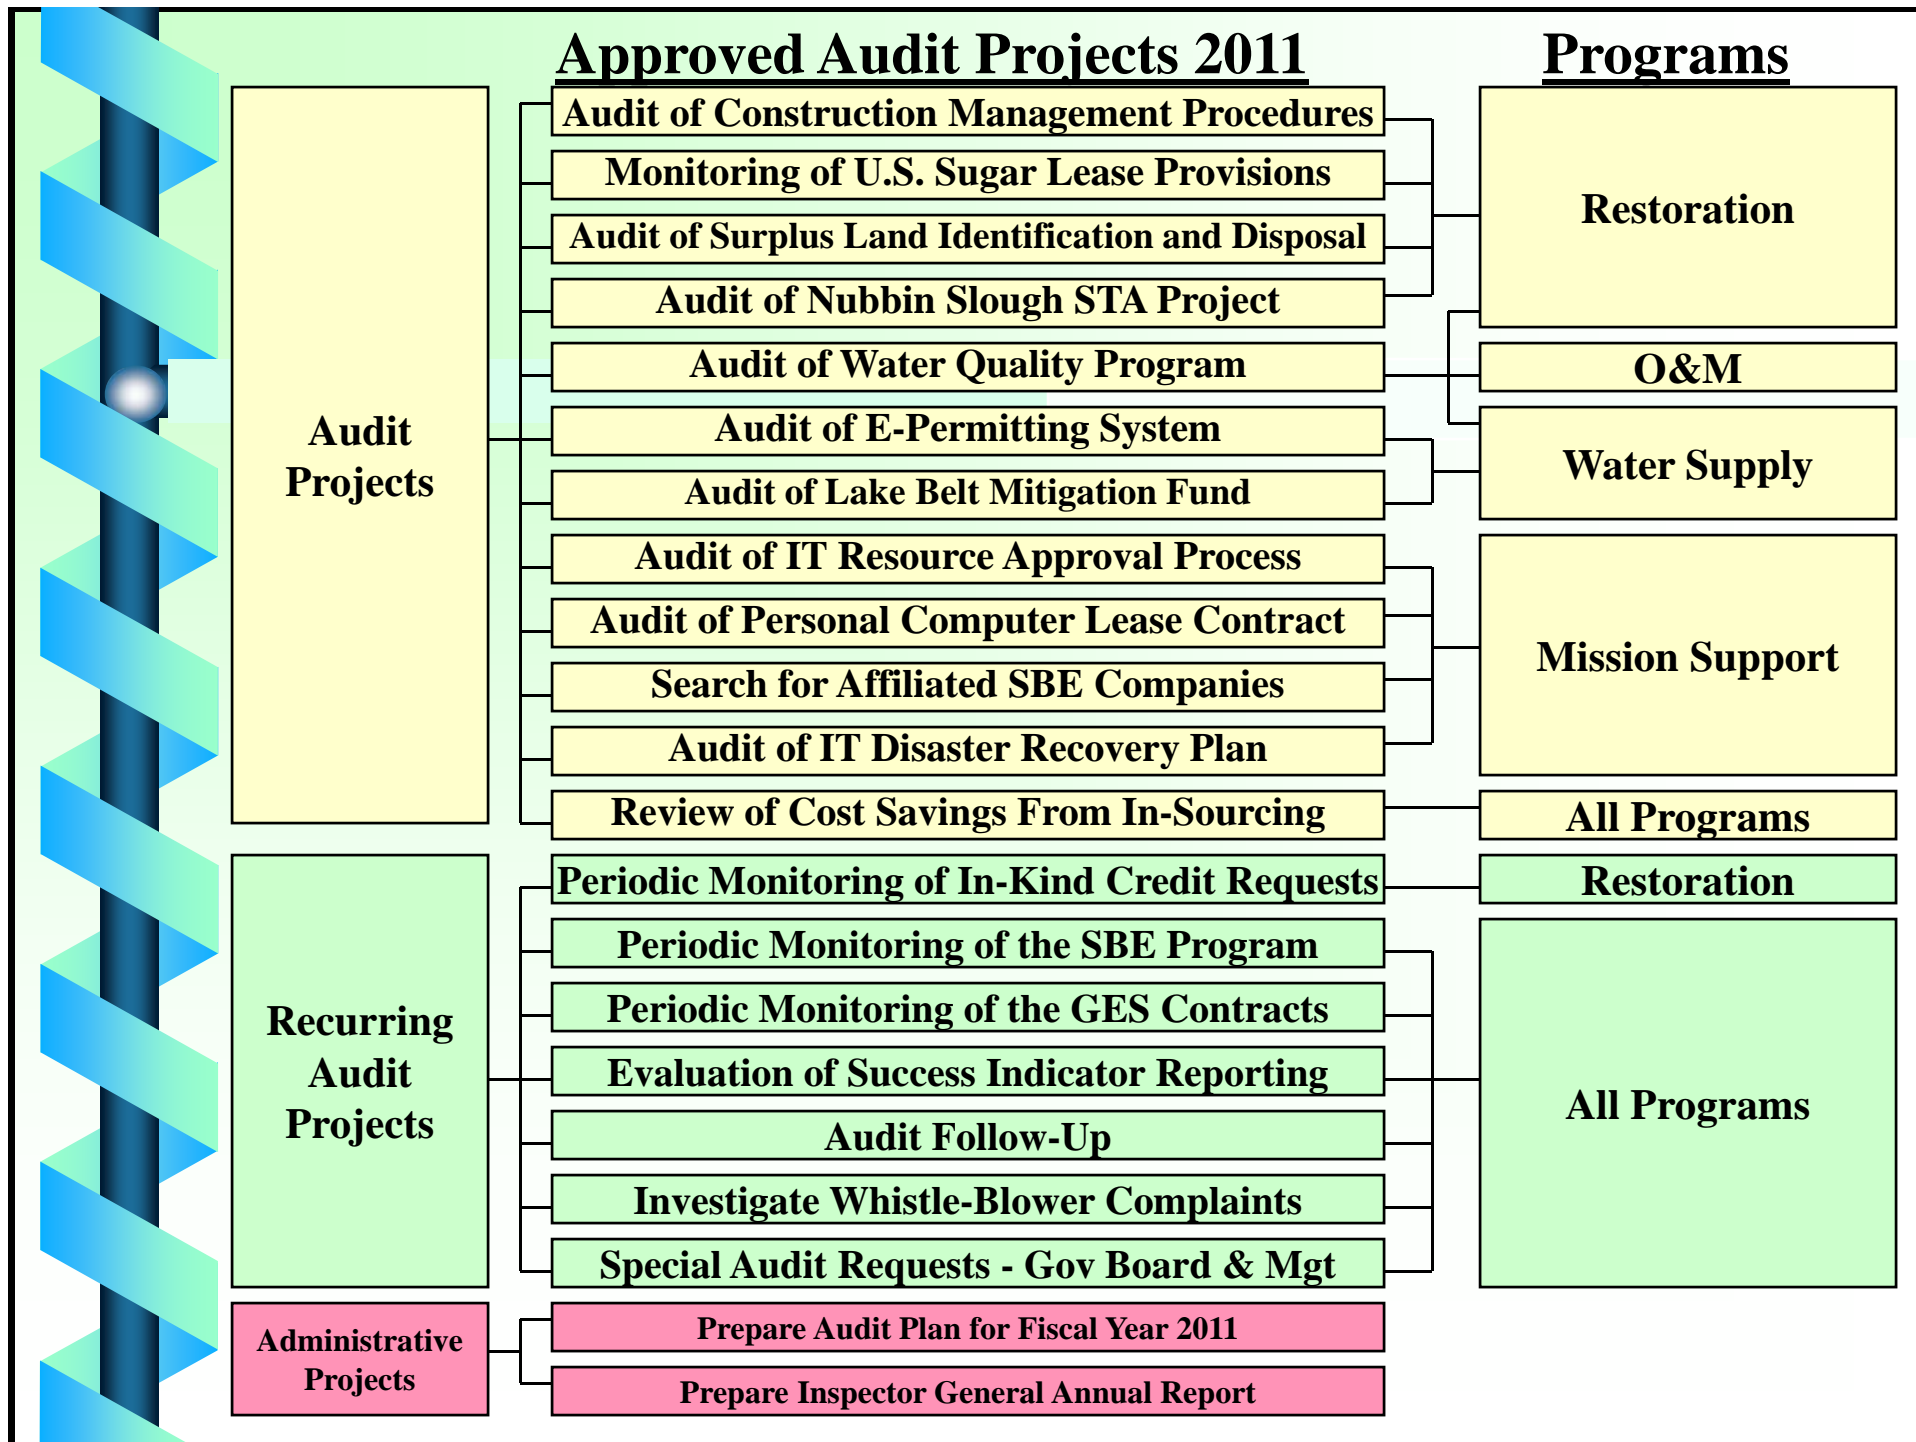 Approved Audit Projects 2011
Programs
Audit
Projects
Audit of Construction Management Procedures
Monitoring of U.S. Sugar Lease Provisions
Audit of Surplus Land Identification and Disposal
Audit of Nubbin Slough STA Project
Audit of Water Quality Program
Audit of E-Permitting System
Audit of Lake Belt Mitigation Fund
Audit of IT Resource Approval Process
Audit of Personal Computer Lease Contract
Search for Affiliated SBE Companies
Audit of IT Disaster Recovery Plan
Review of Cost Savings From In-Sourcing
Restoration
O&M
Water Supply
Mission Support
All Programs
Recurring
Audit
Projects
Periodic Monitoring of In-Kind Credit Requests
Periodic Monitoring of the SBE Program
Periodic Monitoring of the GES Contracts
Evaluation of Success Indicator Reporting
Audit Follow-Up
Investigate Whistle-Blower Complaints
Special Audit Requests - Gov Board & Mgt
Restoration
All Programs
Administrative
Projects
Prepare Audit Plan for Fiscal Year 2011
Prepare Inspector General Annual Report